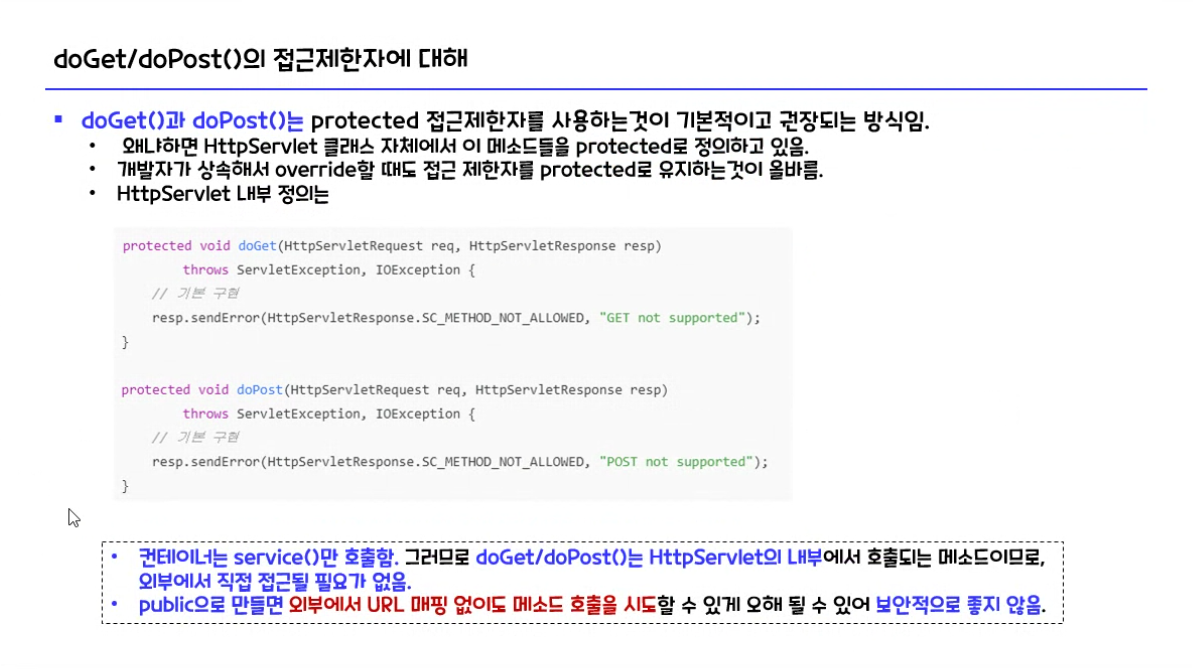 doGet/doPost()의 접근제한자에 대해
▪ doGet()과 doPost()는 protected 접근제한자를 사용하는것이 기본적이고 권장되는 방식임.
• 왜냐하면 HttpServlet 클래스 자체에서 이 메소드들을 protected로 정의하고 있음.
• 개발자가 상속해서 override할 때도 접근 제한자를 protected로 유지하는것이 올바름.
• HttpServlet 내부 정의는
protected void doGet(HttpServletRequest req, HttpServletResponse resp)
throws ServletException, IOException {
// 기본 구현
resp.sendError(HttpServletResponse.SC_METHOD_NOT_ALLOWED, "GET not supported");
}
protected void doPost(HttpServletRequest req, HttpServletResponse resp)
throws ServletException, IOException {
// 기본 구현
resp.sendError(HttpServletResponse.SC_METHOD_NOT_ALLOWED, "POST not supported");
}
• 컨테이너는 service()만 호출함. 그러므로 doGet/doPost()는 HttpServlet의 내부에서 호출되는 메소드이므로,
외부에서 직접 접근될 필요가 없음.
• public으로 만들면 외부에서 URL 매핑 없이도 메소드 호출을 시도할 수 있게 오해 될 수 있어 보안적으로 좋지 않음.